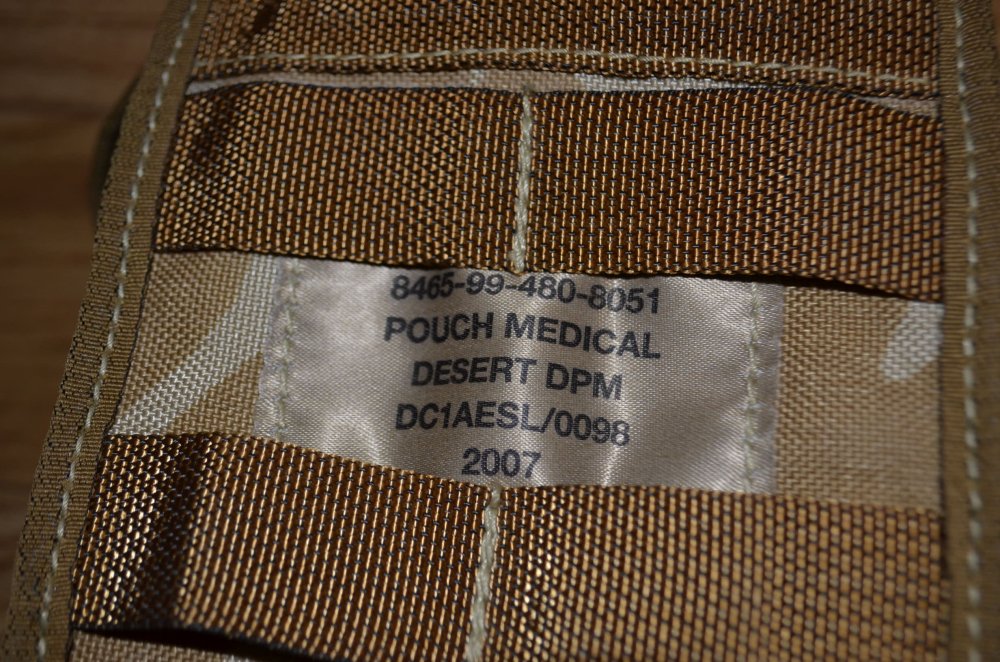 8465-99-480-8051
POUCH MEDICAL
DESERT DPM
DC1AESL/0098
2007